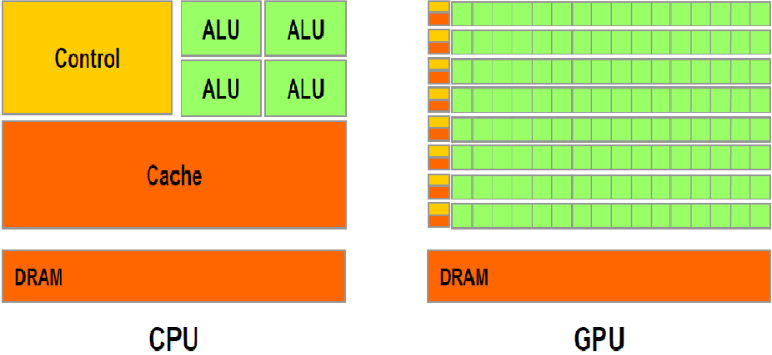 Control
ALU ALU
ALU ALU
Cache
DRAM
DRAM
CPU
GPU